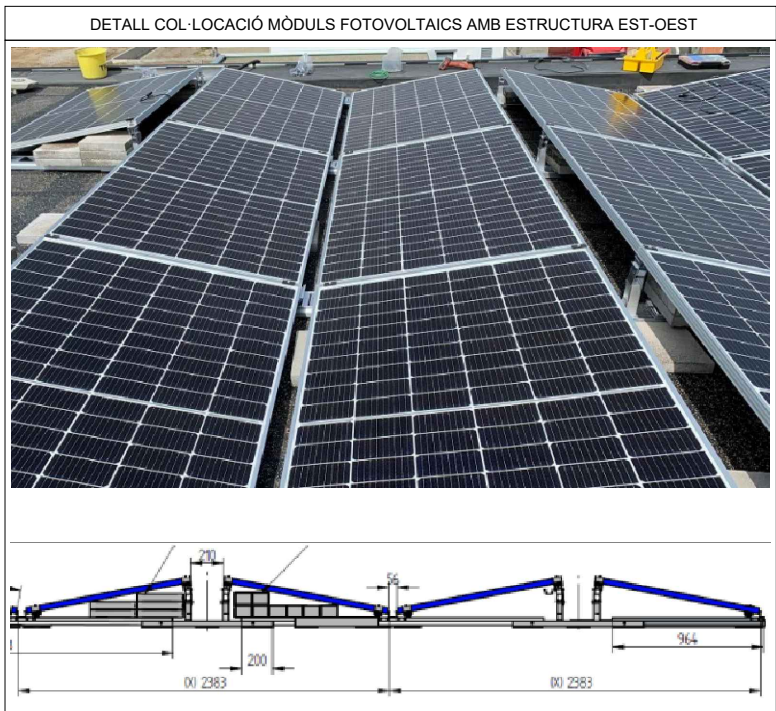 DETALL COL·LOCACIÓ MÒDULS FOTOVOLTAICS AMB ESTRUCTURA EST-OEST
210
56
964
200
(X) 2383
(X) 2383